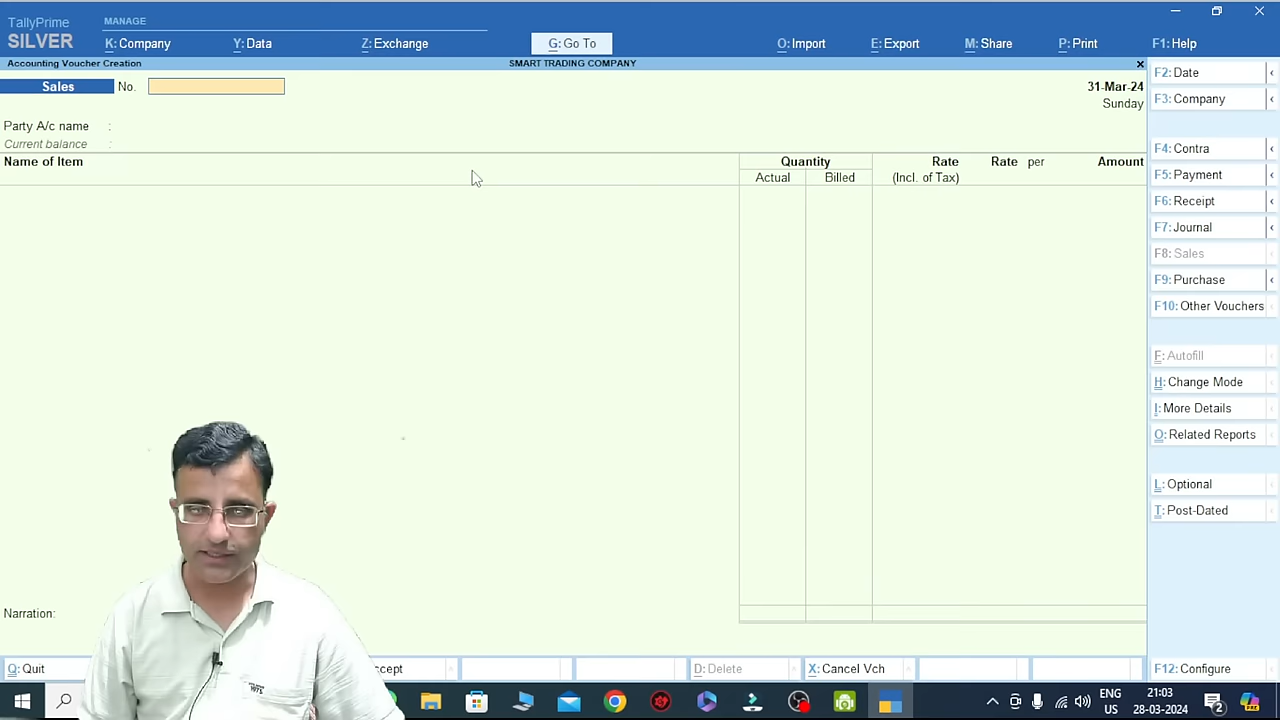 TallyPrime
MANAGE
SILVER
K: Company
Y: Data
Z: Exchange
G: Go To
O: Import
E: Export
M: Share
P: Print
F1: Help
Accounting Voucher Creation
SMART TRADING COMPANY
×
Sales No.
31-Mar-24
Sunday
Party A/c name :
Current balance :
Name of Item
Quantity
Rate
Rate per
Amount
Actual
Billed
(Incl. of Tax)
Narration:
F2: Date
F3: Company
F4: Contra
F5: Payment
F6: Receipt
F7: Journal
F8: Sales
F9: Purchase
F10: Other Vouchers
F: Autofill
H: Change Mode
I: More Details
O: Related Reports
L: Optional
T: Post-Dated
Q: Quit
D: Delete
X: Cancel Vch
F12: Configure
ENG
US
21:03
28-03-2024
2
PRE